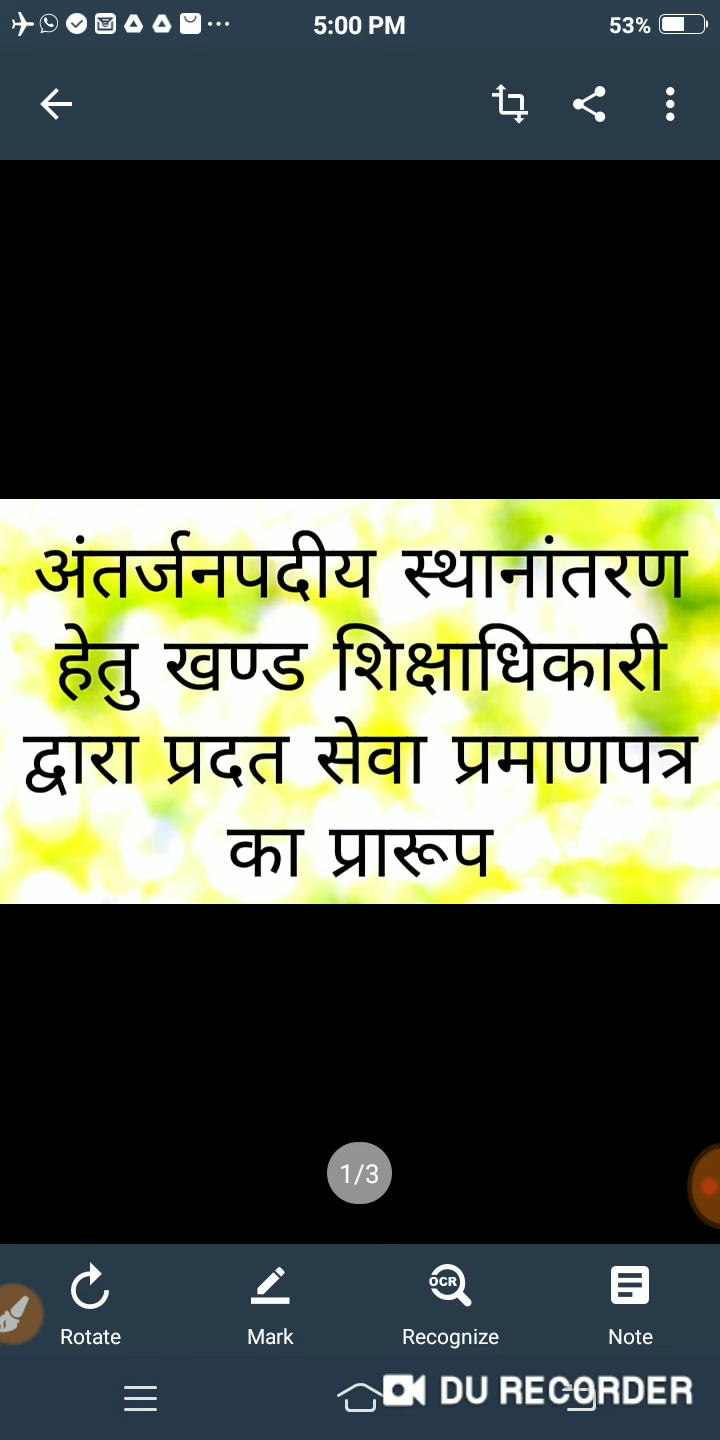 5:00 PM 53%
अंतर्जनपदीय स्थानांतरण
हेतु खण्ड शिक्षाधिकारी
द्वारा प्रदत सेवा प्रमाणपत्र
का प्रारूप
1/3
OCR
Rotate Mark Recognize Note
DU RECORDER